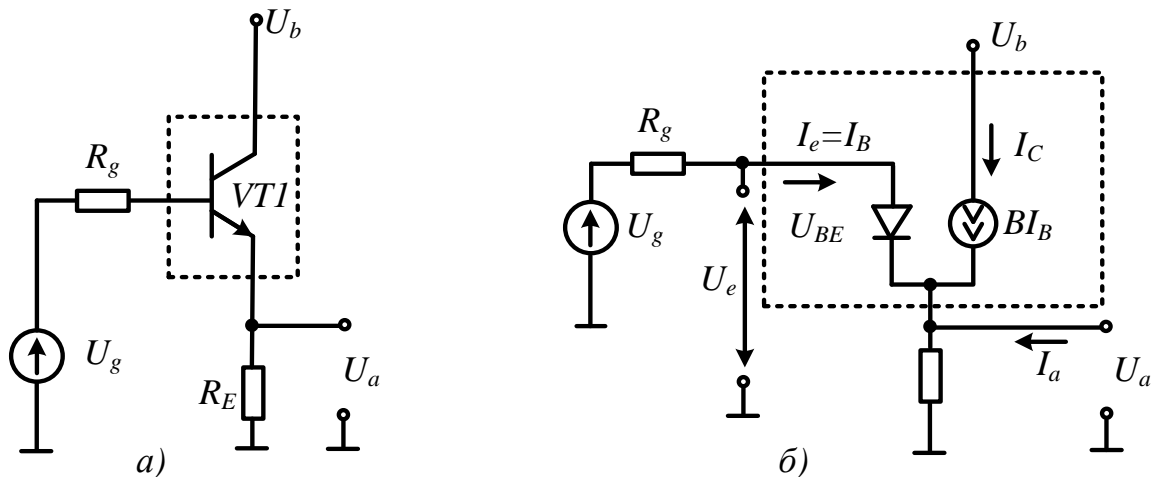 U_b
R_g
VT1
U_g
R_E
U_a
а)
U_b
R_g
I_e=I_B
I_C
U_g
U_BE
BI_B
U_e
I_a
U_a
б)